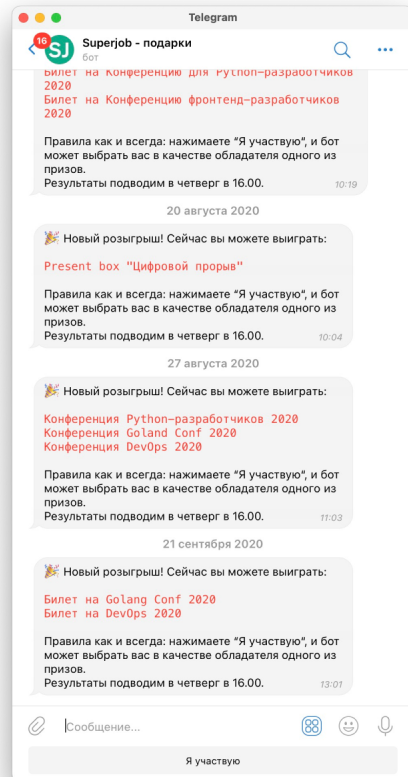 Telegram
16
SJ
Superjob - подарки
бот
Билет на Конференцию для Python-разработчиков
2020
Билет на Конференцию фронтенд-разработчиков
2020
Правила как и всегда: нажимаете “Я участвую“, и бот
может выбрать вас в качестве обладателя одного из
призов.
Результаты подводим в четверг в 16.00.
10:19
20 августа 2020
Новый розыгрыш! Сейчас вы можете выиграть:
Present box "Цифровой прорыв"
Правила как и всегда: нажимаете “Я участвую“, и бот
может выбрать вас в качестве обладателя одного из
призов.
Результаты подводим в четверг в 16.00.
10:04
27 августа 2020
Новый розыгрыш! Сейчас вы можете выиграть:
Конференция Python-разработчиков 2020
Конференция Goland Conf 2020
Конференция DevOps 2020
Правила как и всегда: нажимаете “Я участвую“, и бот
может выбрать вас в качестве обладателя одного из
призов.
Результаты подводим в четверг в 16.00.
11:03
21 сентября 2020
Новый розыгрыш! Сейчас вы можете выиграть:
Билет на Golang Conf 2020
Билет на DevOps 2020
Правила как и всегда: нажимаете “Я участвую“, и бот
может выбрать вас в качестве обладателя одного из
призов.
Результаты подводим в четверг в 16.00.
13:01
Сообщение...
Я участвую